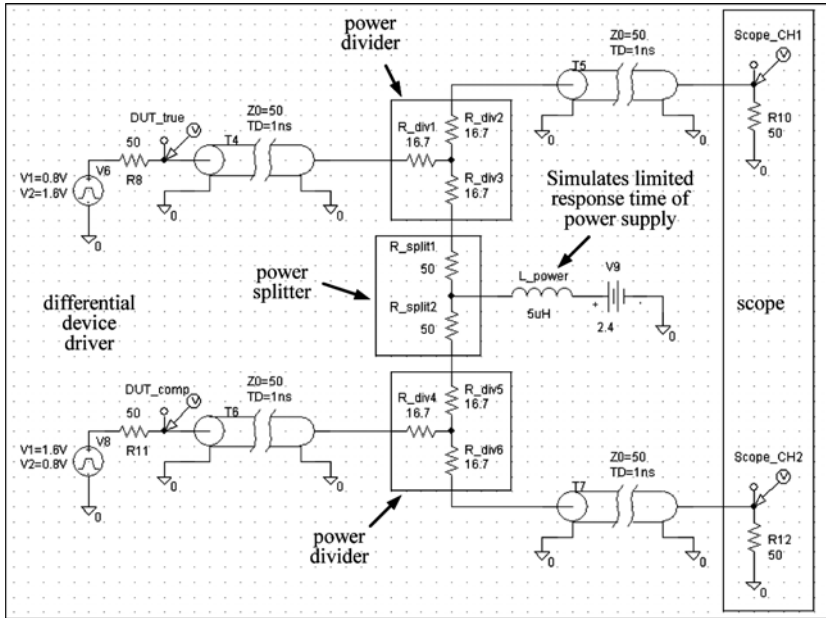 power
divider
Z0=50
TD=1ns
T5
Scope_CH1
V
R10
50
0
0
0
DUT_true
V
50
R8
V1=0.8V
V2=1.6V
V6
0
Z0=50
TD=1ns
T4
0
0
R_div1
16.7
R_div2
16.7
R_div3
16.7
Simulates limited
response time of
power supply
power
splitter
R_split1
50
R_split2
50
L_power
5uH
V9
+
-
2.4
0
differential
device
driver
scope
DUT_comp
V
50
R11
V1=1.6V
V2=0.8V
V8
0
Z0=50
TD=1ns
T6
0
0
R_div4
16.7
R_div5
16.7
R_div6
16.7
power
divider
Z0=50
TD=1ns
T7
0
0
Scope_CH2
V
R12
50
0